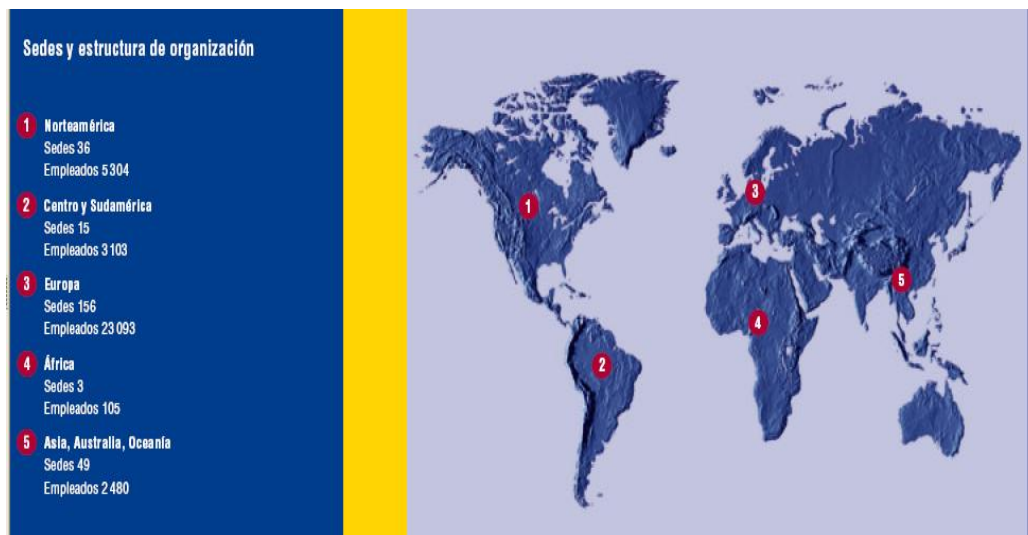 Sedes y estructura de organización
1 Norteamérica
Sedes 36
Empleados 5 304
2 Centro y Sudamérica
Sedes 15
Empleados 3 103
3 Europa
Sedes 156
Empleados 23 093
4 África
Sedes 3
Empleados 105
5 Asia, Australia, Oceanía
Sedes 49
Empleados 2 480
1
3
5
4
2